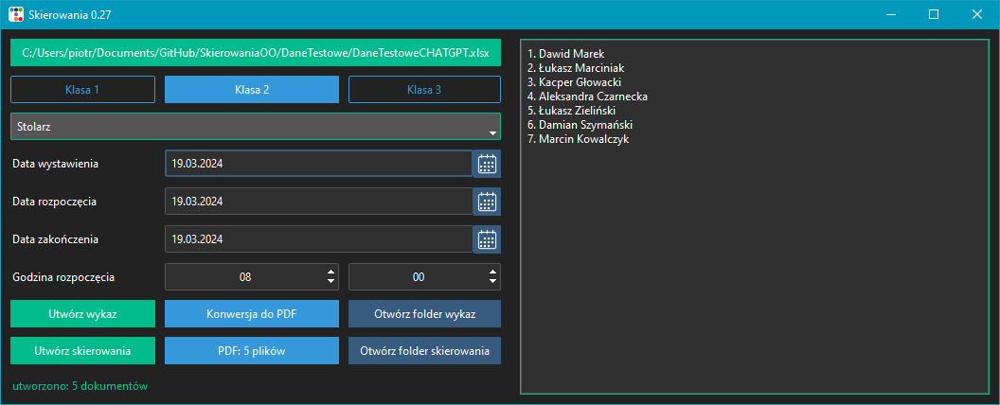 Skierowania 0.27
C:/Users/piotr/Documents/GitHub/SkierowaniaOO/DaneTestowe/DaneTestoweCHATGPT.xlsx
Klasa 1
Klasa 2
Klasa 3
Stolarz
Data wystawienia
19.03.2024
Data rozpoczęcia
19.03.2024
Data zakończenia
19.03.2024
Godzina rozpoczęcia
08
00
Utwórz wykaz
Konwersja do PDF
Otwórz folder wykaz
Utwórz skierowania
PDF: 5 plików
Otwórz folder skierowania
utworzono: 5 dokumentów
1. Dawid Marek
2. Łukasz Marciniak
3. Kacper Głowacki
4. Aleksandra Czarnecka
5. Łukasz Zieliński
6. Damian Szymański
7. Marcin Kowalczyk